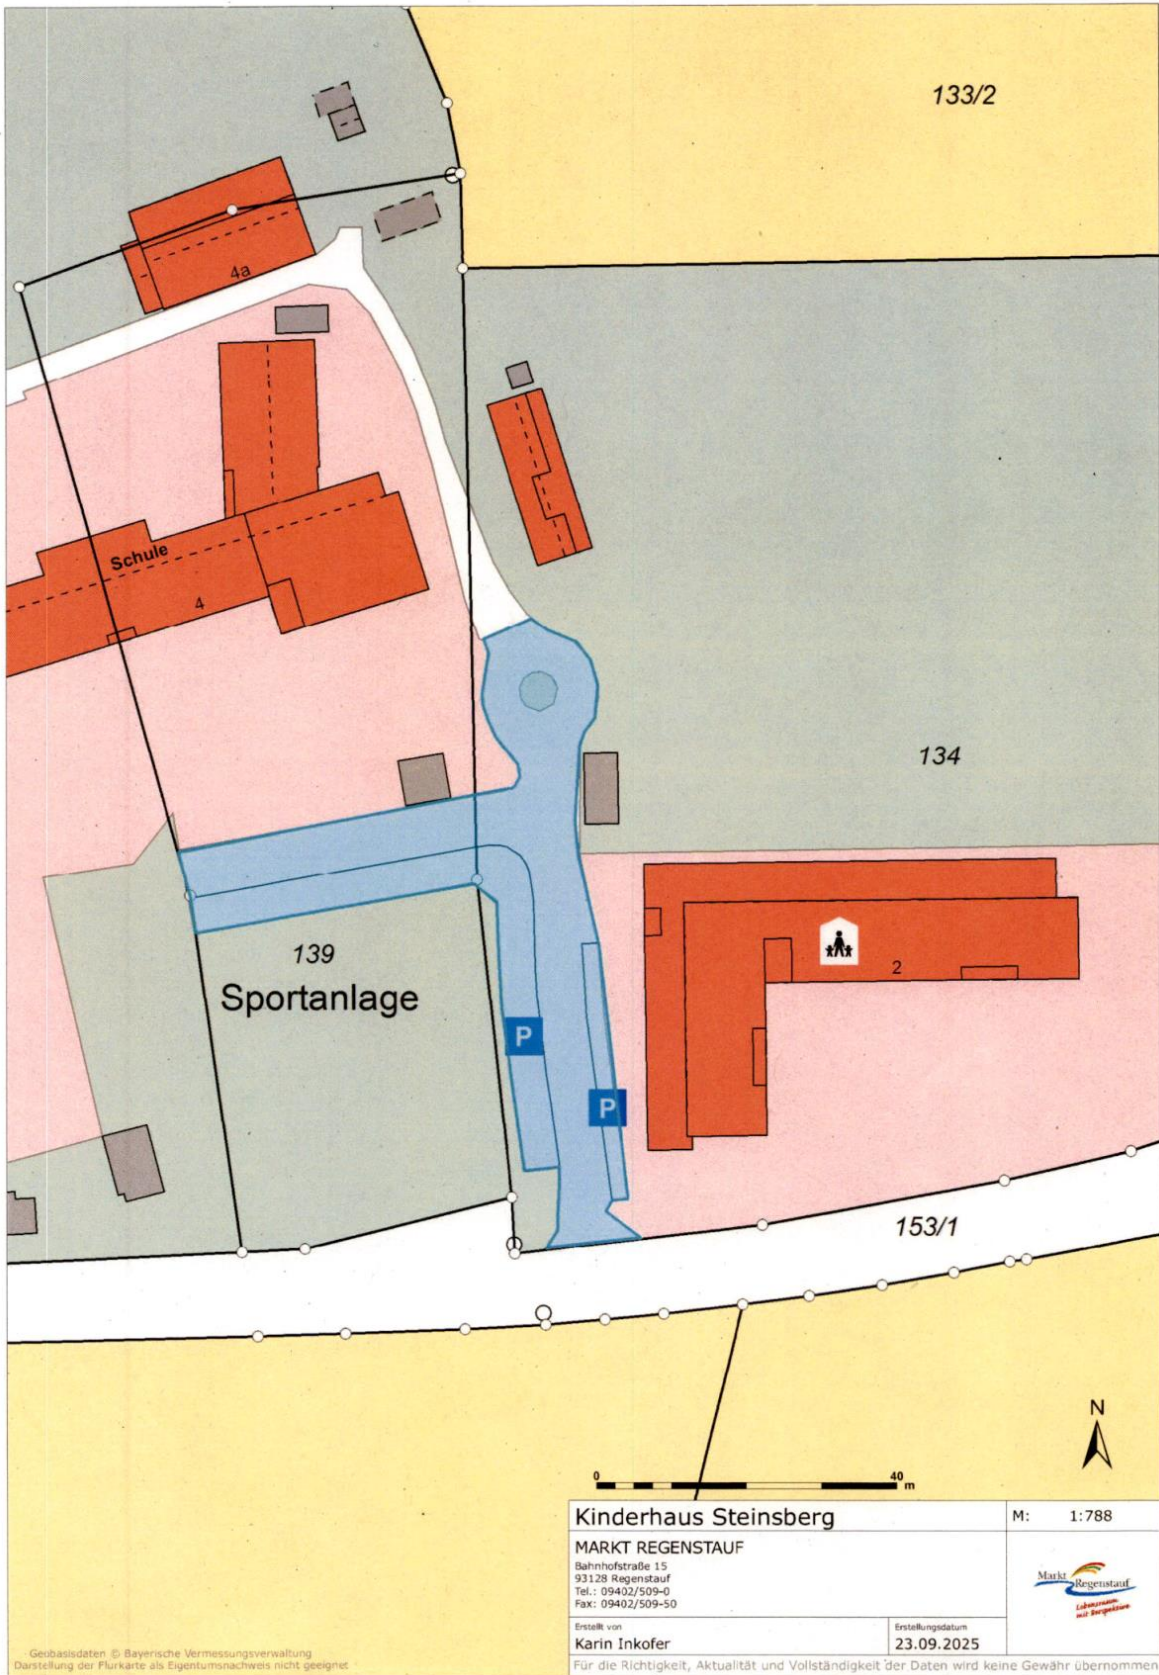 133/2
4a
Schule
4
134
139
Sportanlage
2
P
P
153/1
N
0 40
m
Kinderhaus Steinsberg
M: 1:788
MARKT REGENSTAUF
Bahnhofstraße 15
93128 Regenstauf
Tel.: 09402/509-0
Fax: 09402/509-50
Markt
Regenstauf
Lebensraum
mit Perspektive
Erstellt von
Karin Inkofer
Erstellungsdatum
23.09.2025
Geobasisdaten © Bayerische Vermessungsverwaltung
Darstellung der Flurkarte als Eigentumsnachweis nicht geeignet
Für die Richtigkeit, Aktualität und Vollständigkeit der Daten wird keine Gewähr übernommen